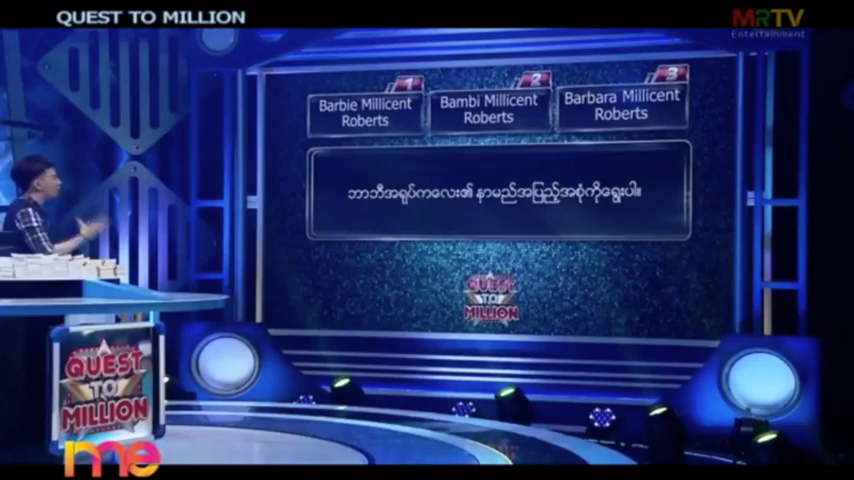 QUEST TO MILLION
MRTV
Entertainment
1
2
3
Barbie Millicent
Roberts
Bambi Millicent
Roberts
Barbara Millicent
Roberts
ဘာဘီအရုပ်ကလေး၏ နာမည်အပြည့်အစုံကိုရွေးပါ။
QUEST
TO
MILLION
QUEST
TO
MILLION
me